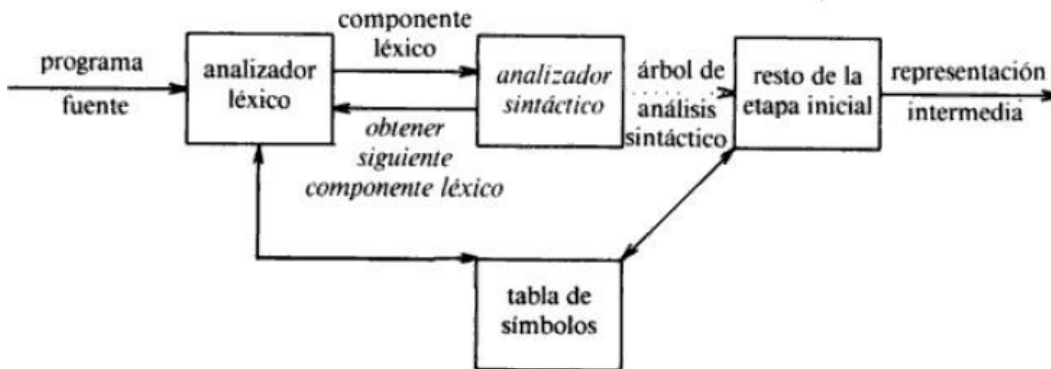 programa
fuente
analizador
léxico
componente
léxico
obtener
siguiente
componente léxico
analizador
sintáctico
árbol de
análisis
sintáctico
resto de la
etapa inicial
representación
intermedia
tabla de
símbolos